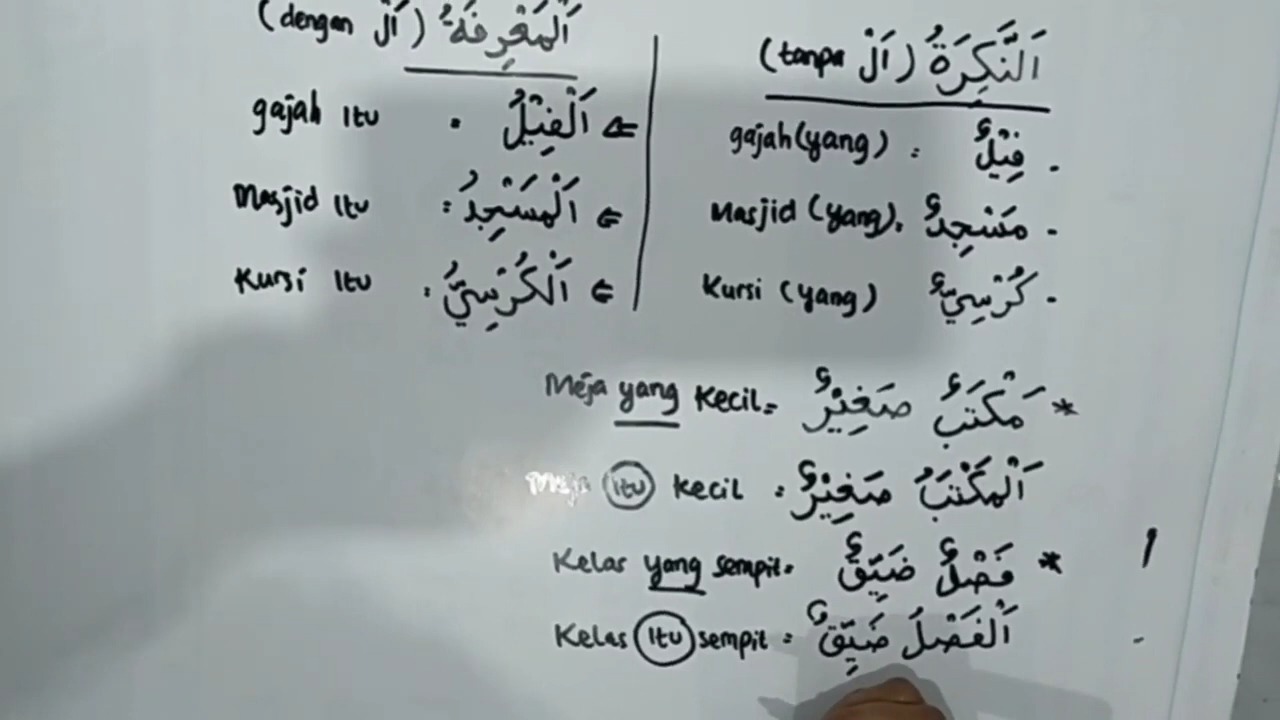 اَلنَّكِرَةُ (tanpa اَلْ)
. فِيْلٌ : gajah (yang)
- مَسْجِدٌ : Masjid (yang)
- كُرْسِيٌّ Kursi (yang)
اَلْمَعْرِفَةُ (dengan اَلْ)
⇐ اَلْفِيْلُ . gajah Itu
⇐ اَلْمَسْجِدُ : Masjid Itu
⇐ اَلْكُرْسِيُّ : Kursi Itu
* مَكْتَبٌ صَغِيْرٌ = Meja yang kecil
اَلْمَكْتَبُ صَغِيْرٌ : Meja itu kecil
* فَصْلٌ ضَيِّقٌ = Kelas yang sempit
اَلْفَصْلُ ضَيِّقٌ = Kelas Itu sempit